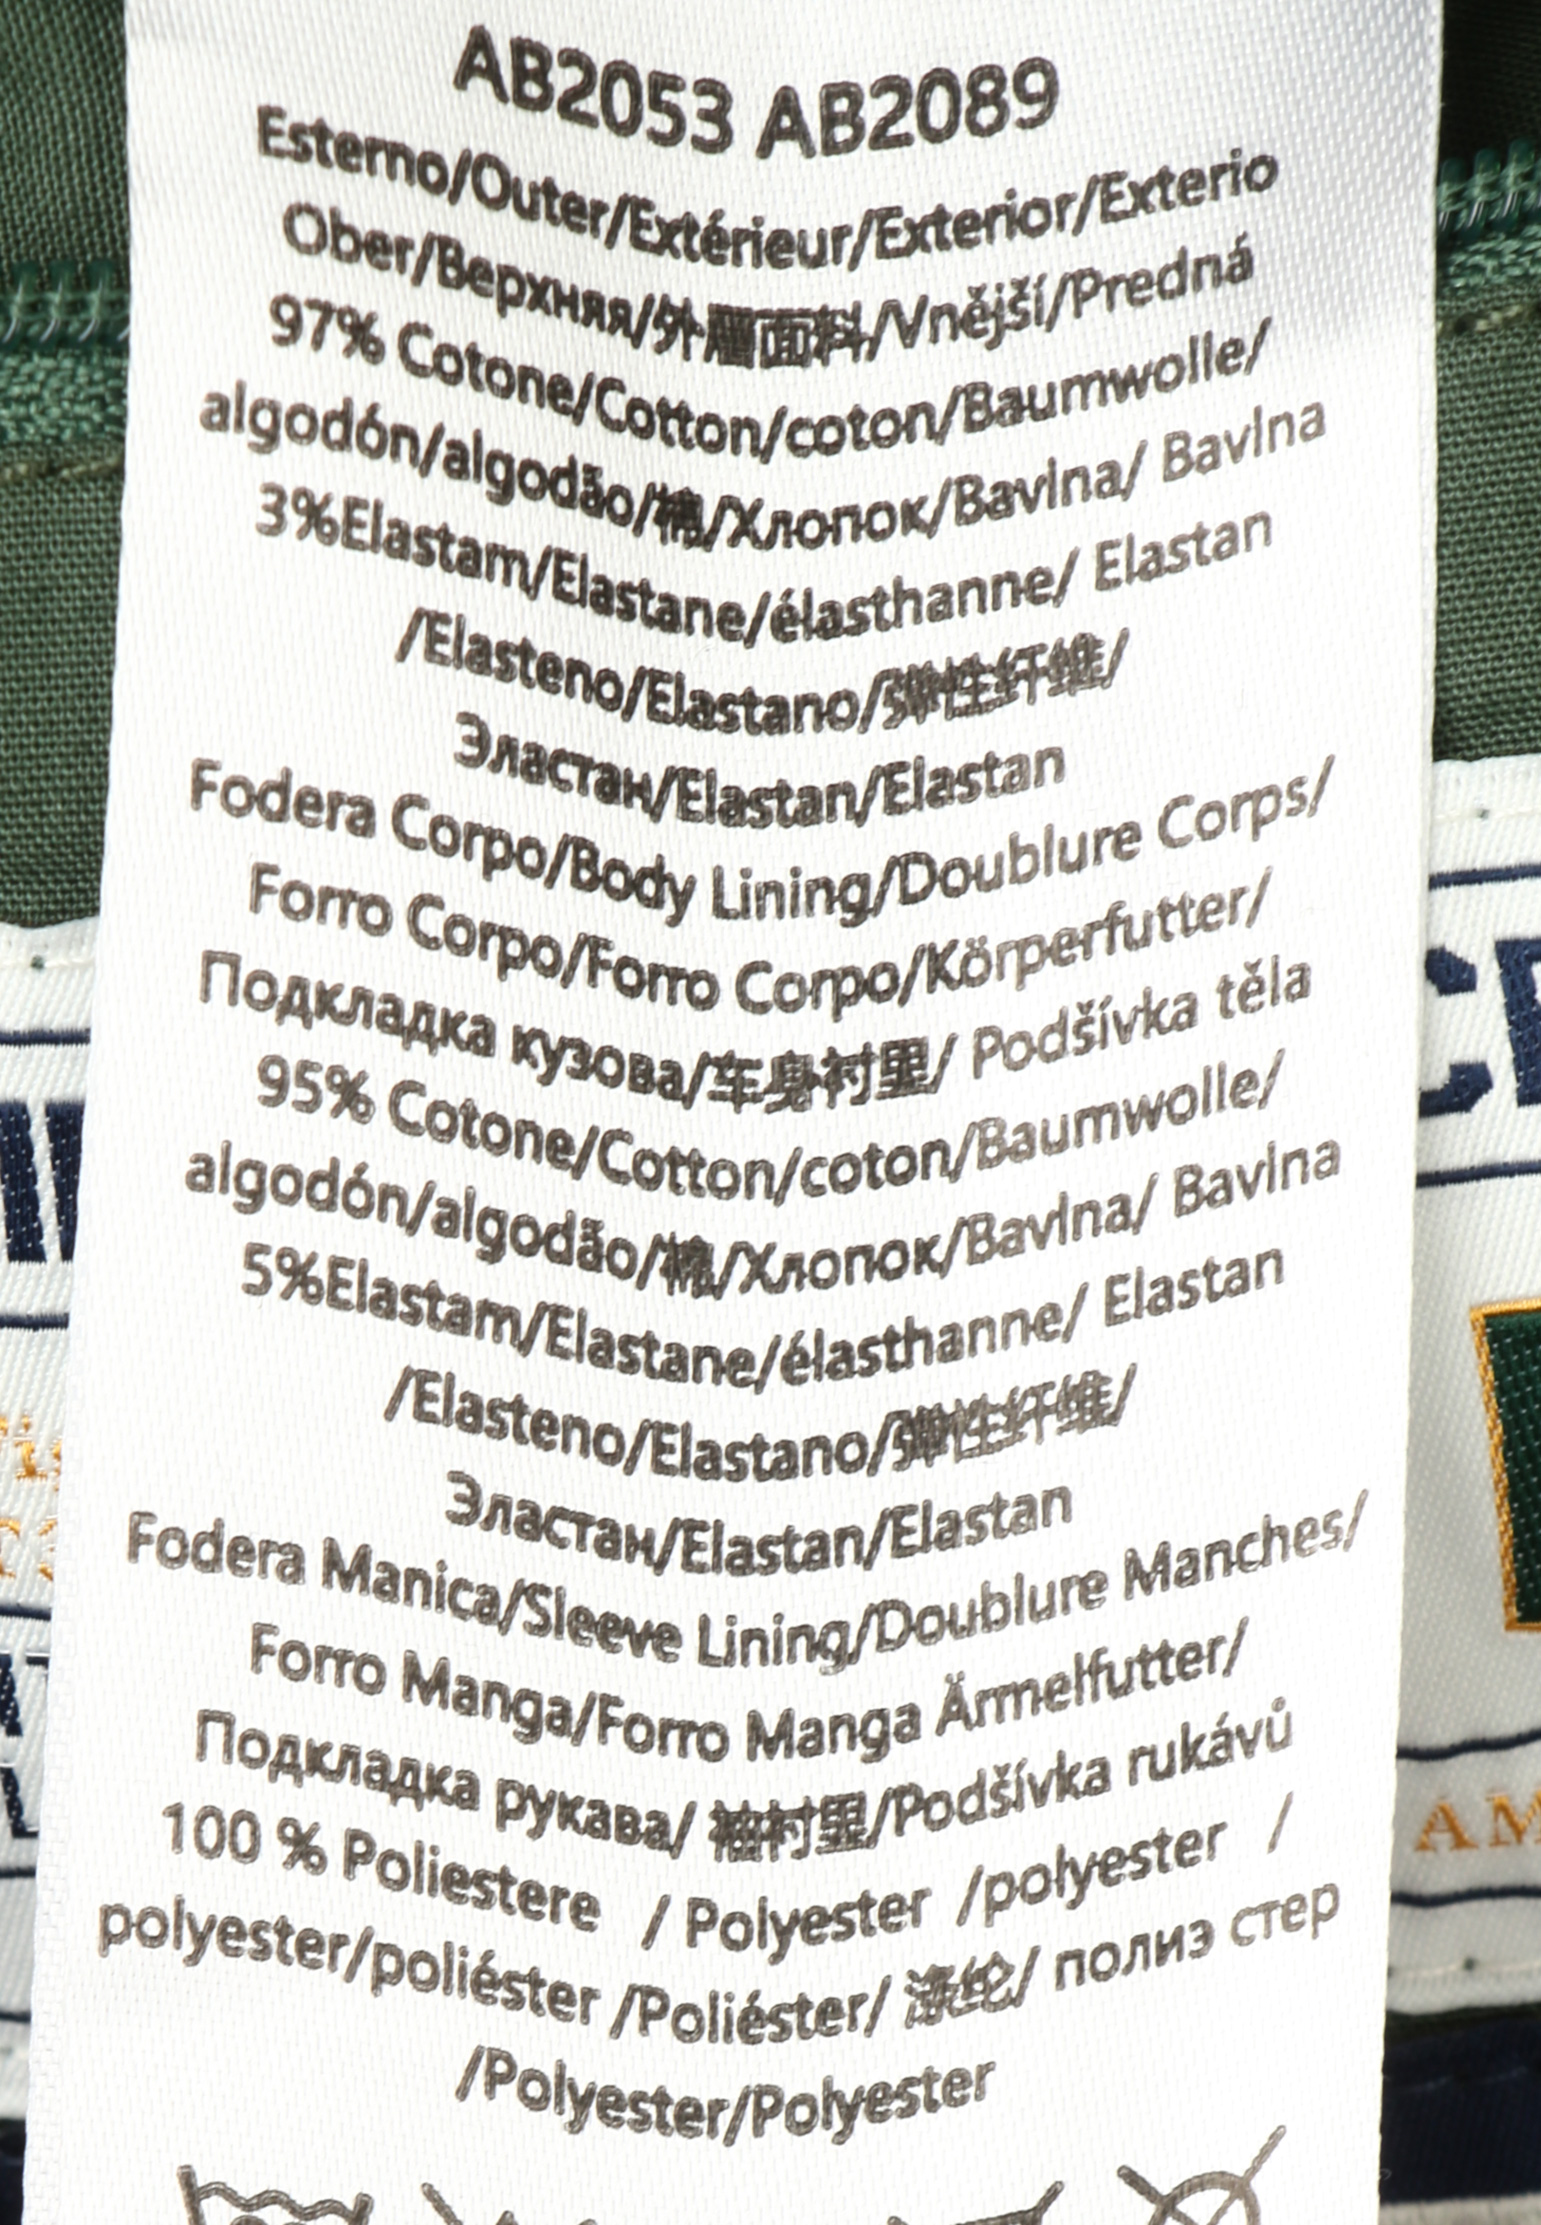 AB2053 AB2089
Esterno/Outer/Extérieur/Exterior/Exterio
Ober/Верхняя/外層面料/Vnější/Predná
97% Cotone/Cotton/coton/Baumwolle/
algodón/algodão/棉/Хлопок/Bavlna/ Bavlna
3%Elastam/Elastane/élasthanne/ Elastan
/Elasteno/Elastano/弹性纤维/
Эластан/Elastan/Elastan
Fodera Corpo/Body Lining/Doublure Corps/
Forro Corpo/Forro Corpo/Körperfutter/
Подкладка кузова/车身衬里/ Podšívka těla
95% Cotone/Cotton/coton/Baumwolle/
algodón/algodão/棉/Хлопок/Bavlna/ Bavlna
5%Elastam/Elastane/élasthanne/ Elastan
/Elasteno/Elastano/弹性纤维/
Эластан/Elastan/Elastan
Fodera Manica/Sleeve Lining/Doublure Manches/
Forro Manga/Forro Manga Ärmelfutter/
Подкладка рукава/ 袖衬里/Podšívka rukávů
100 % Poliestere / Polyester /polyester /
polyester/poliéster /Poliéster/ 涤纶/ полиэ стер
/Polyester/Polyester